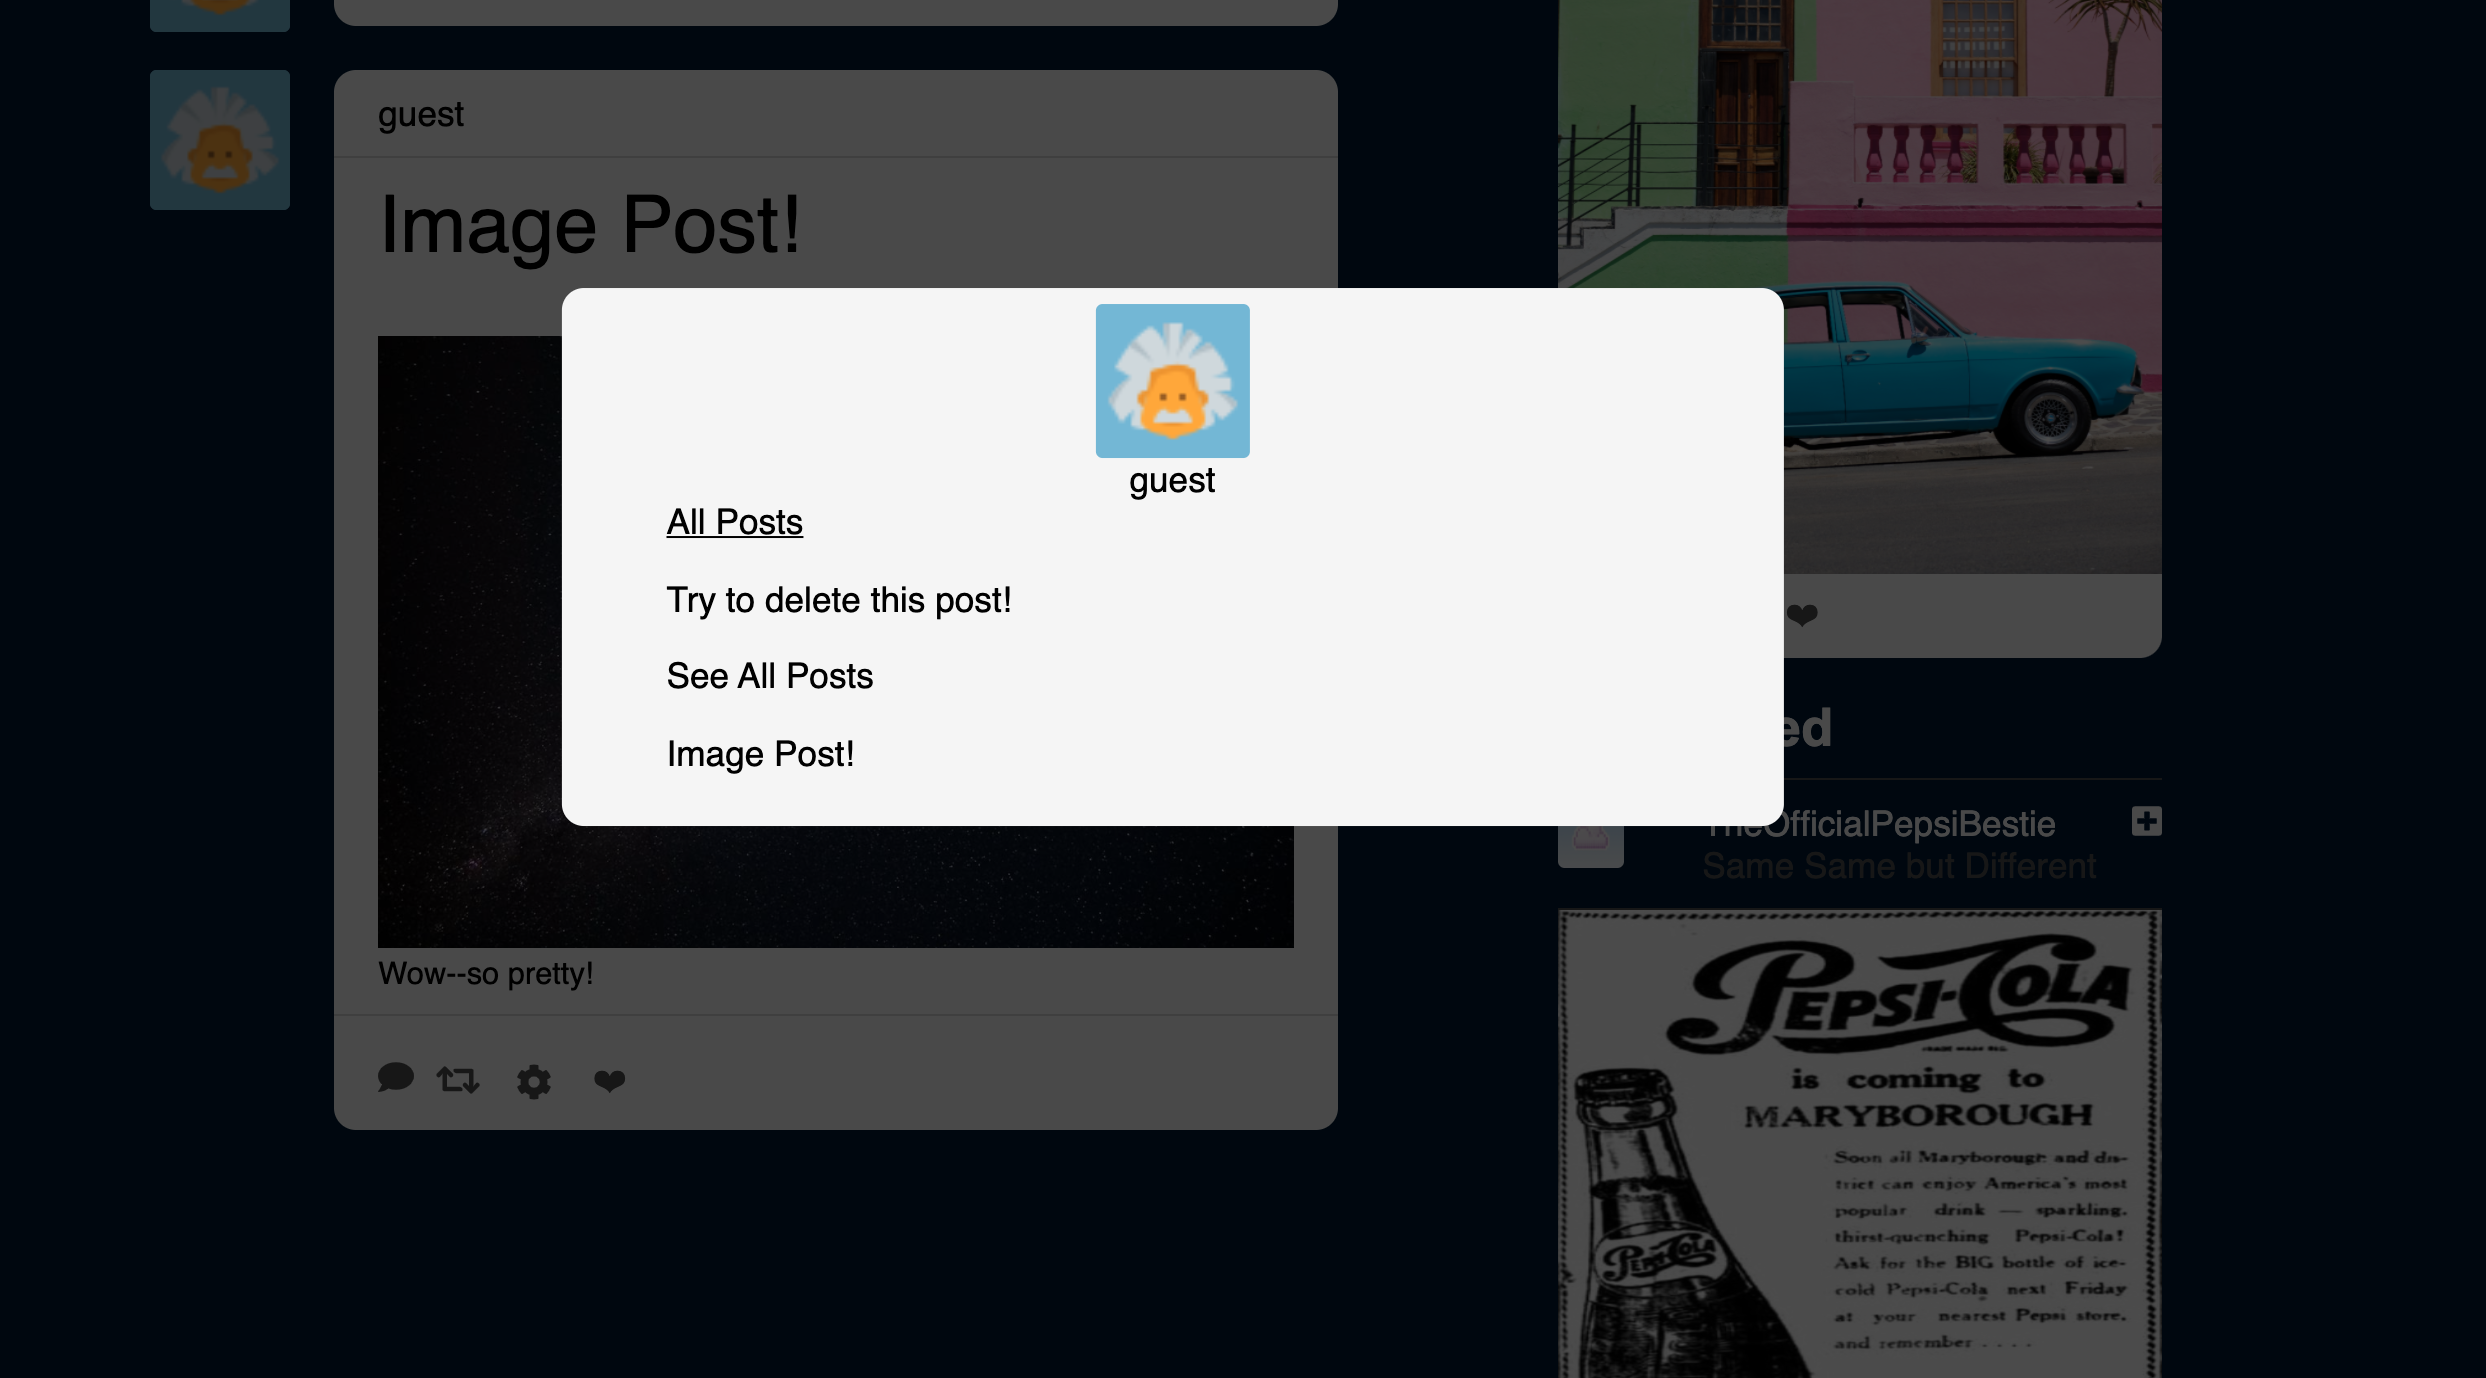 guest
Image Post!
Wow--so pretty!
guest
All Posts
Try to delete this post!
See All Posts
Image Post!
ed
TheOfficialPepsiBestie
Same Same but Different
PEPSI-COLA
is coming to
MARYBOROUGH
Soon all Maryborough and dis-
trict can enjoy America's most
popular drink — sparkling,
thirst-quenching Pepsi-Cola!
Ask for the BIG bottle of ice-
cold Pepsi-Cola next Friday
at your nearest Pepsi store,
and remember . . . .
PEPSI-COLA